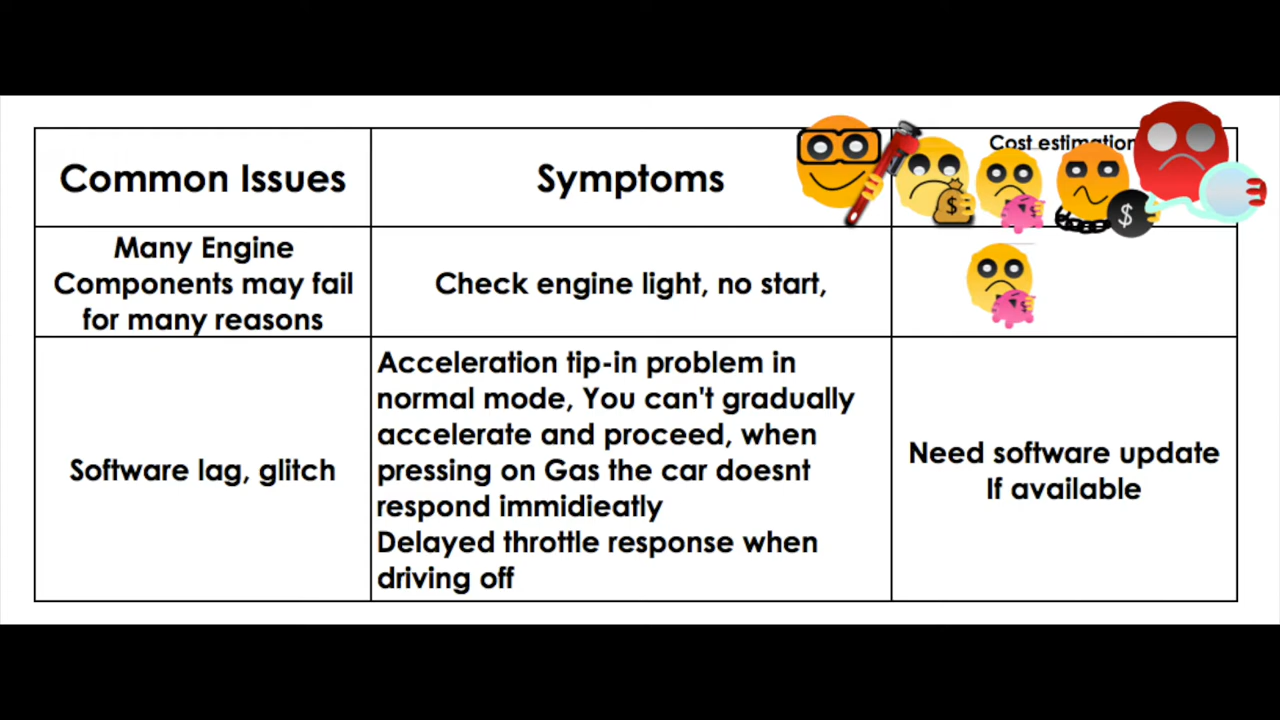 Common Issues
Symptoms
Cost estimation
Many Engine
Components may fail
for many reasons
Check engine light, no start,
$
$
Software lag, glitch
Acceleration tip-in problem in
normal mode, You can't gradually
accelerate and proceed, when
pressing on Gas the car doesnt
respond immidieatly
Delayed throttle response when
driving off
Need software update
If available